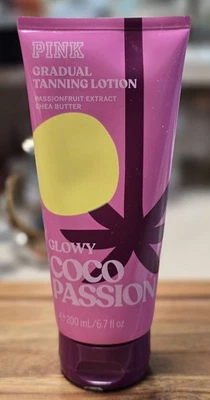 PINK
GRADUAL
TANNING LOTION
PASSIONFRUIT EXTRACT
SHEA BUTTER
GLOWY
COCO
PASSION
℮ 200 mL/6.7 fl oz